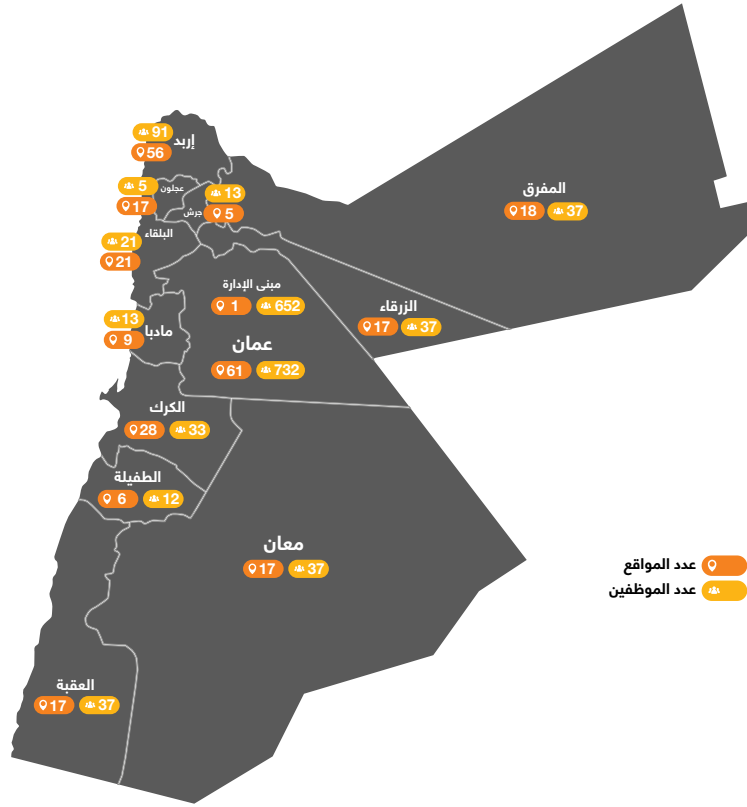 إربد
91
56
عجلون
5
17
جرش
13
5
المفرق
18 37
البلقاء
21
21
مبنى الإدارة
1 652
الزرقاء
17 37
مادبا
13
9
عمان
61 732
الكرك
28 33
الطفيلة
6 12
معان
17 37
عدد المواقع
عدد الموظفين
العقبة
17 37